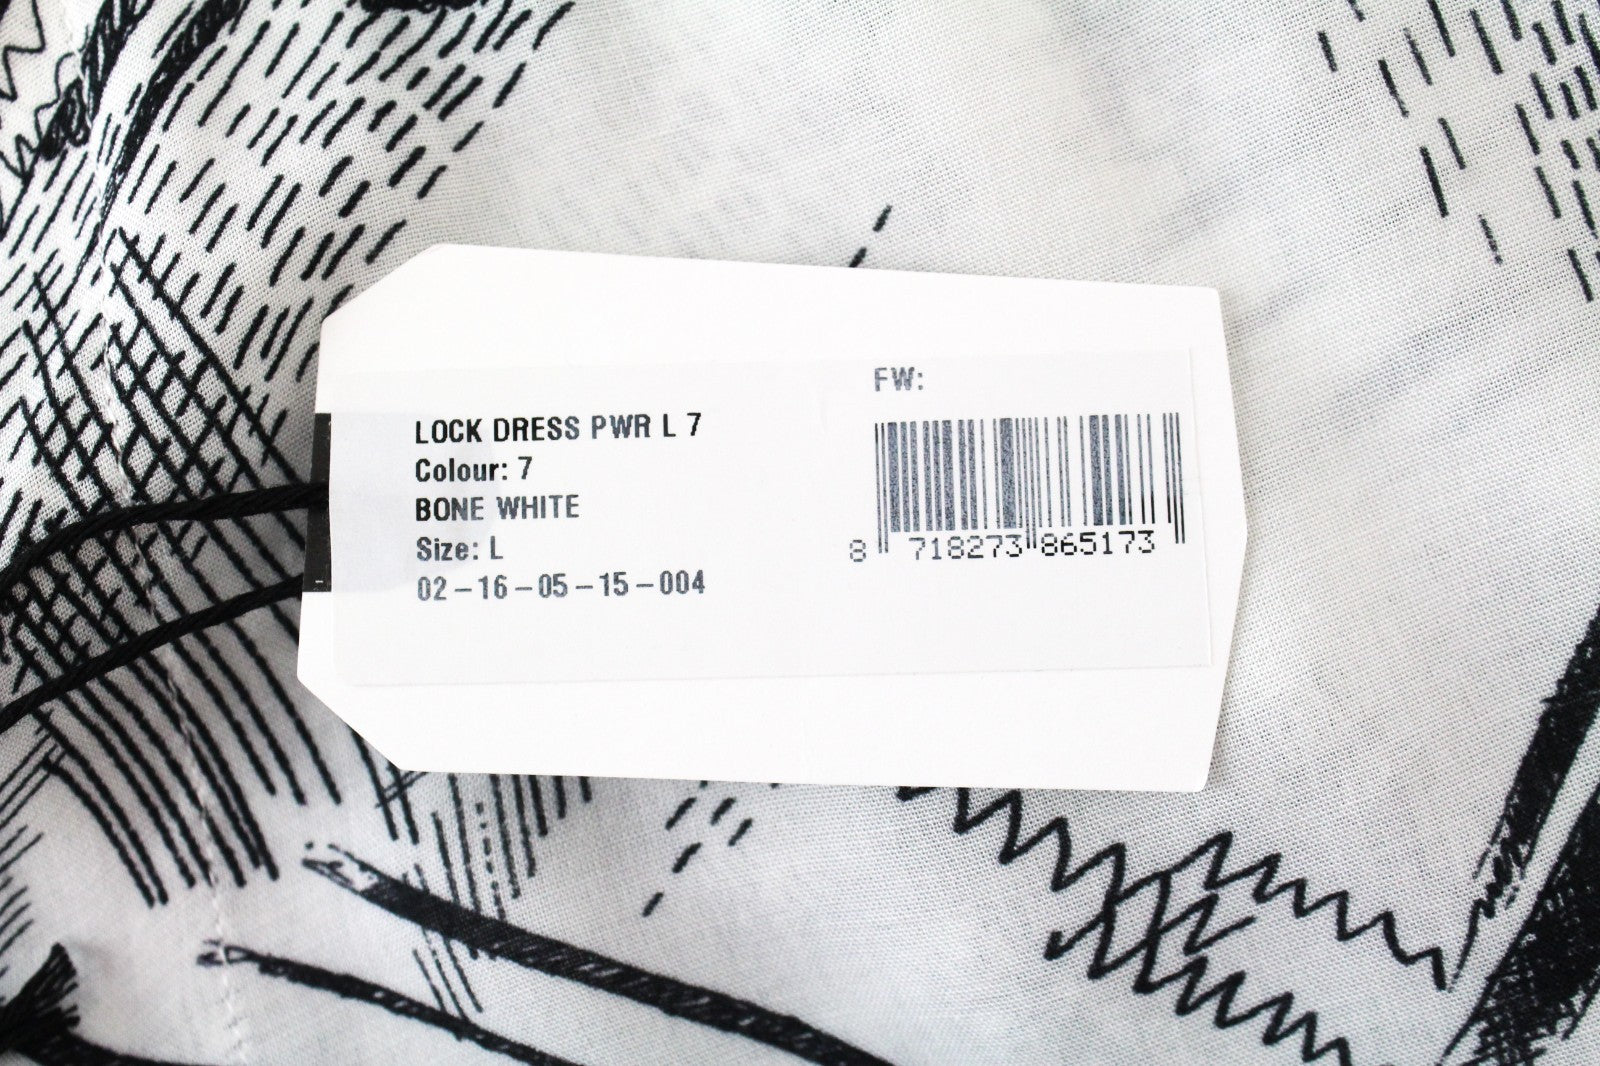 LOCK DRESS PWR L 7
Colour: 7
BONE WHITE
Size: L
02-16-05-15-004
FW:
8 718273 865173